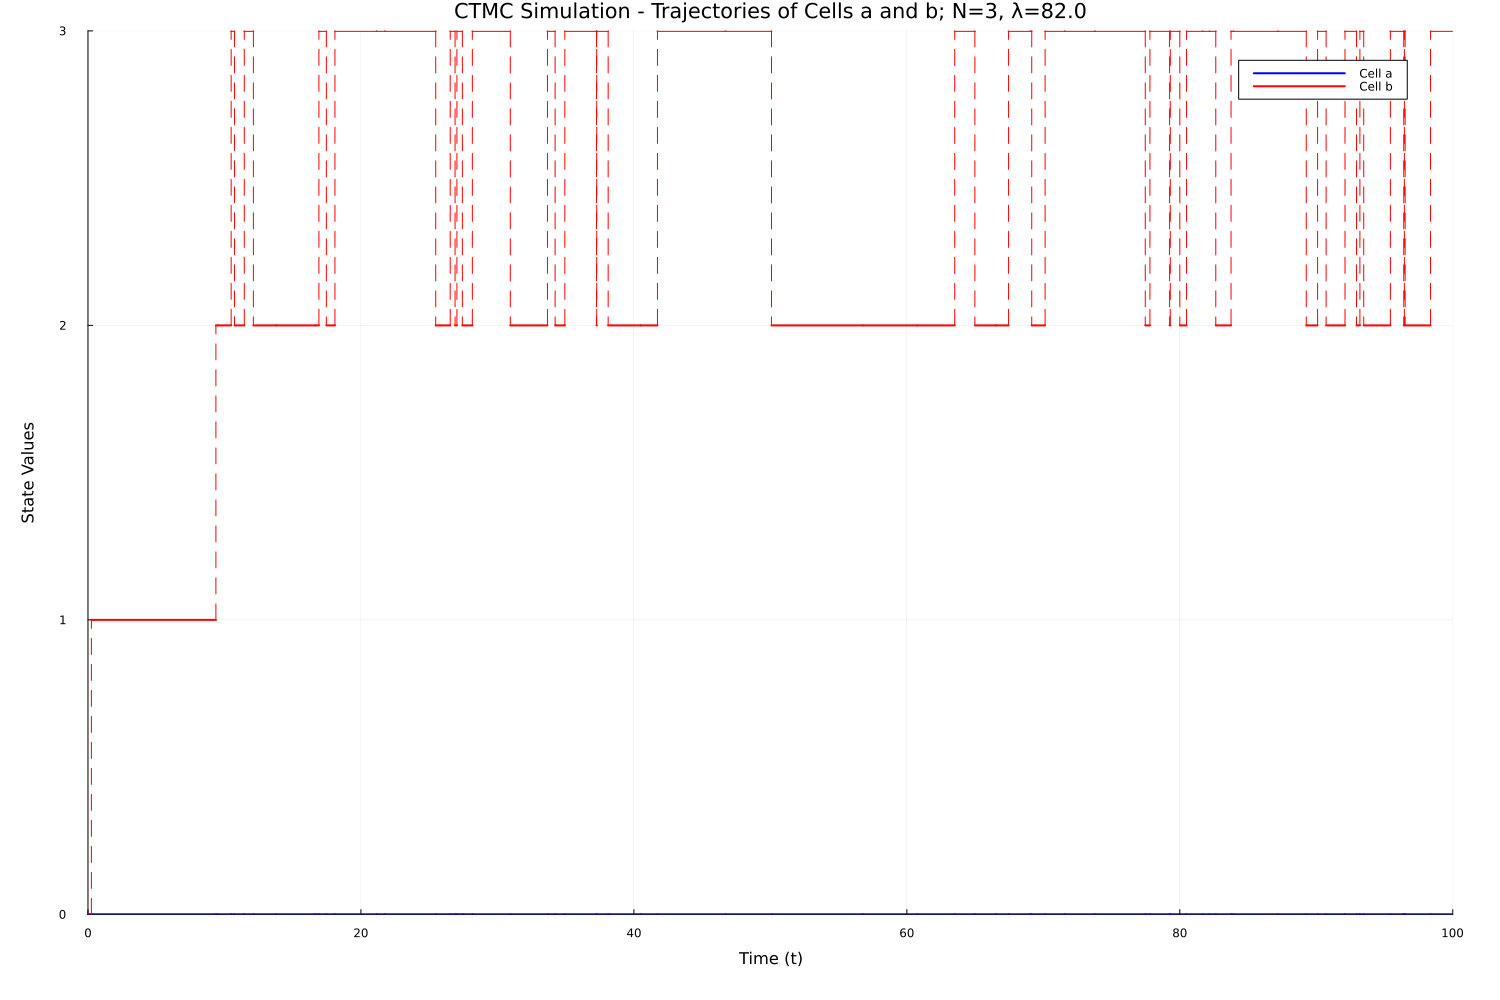 CTMC Simulation - Trajectories of Cells a and b; N=3, λ=82.0
3
Cell a
Cell b
2
State Values
1
0
0 20 40 60 80 100
Time (t)